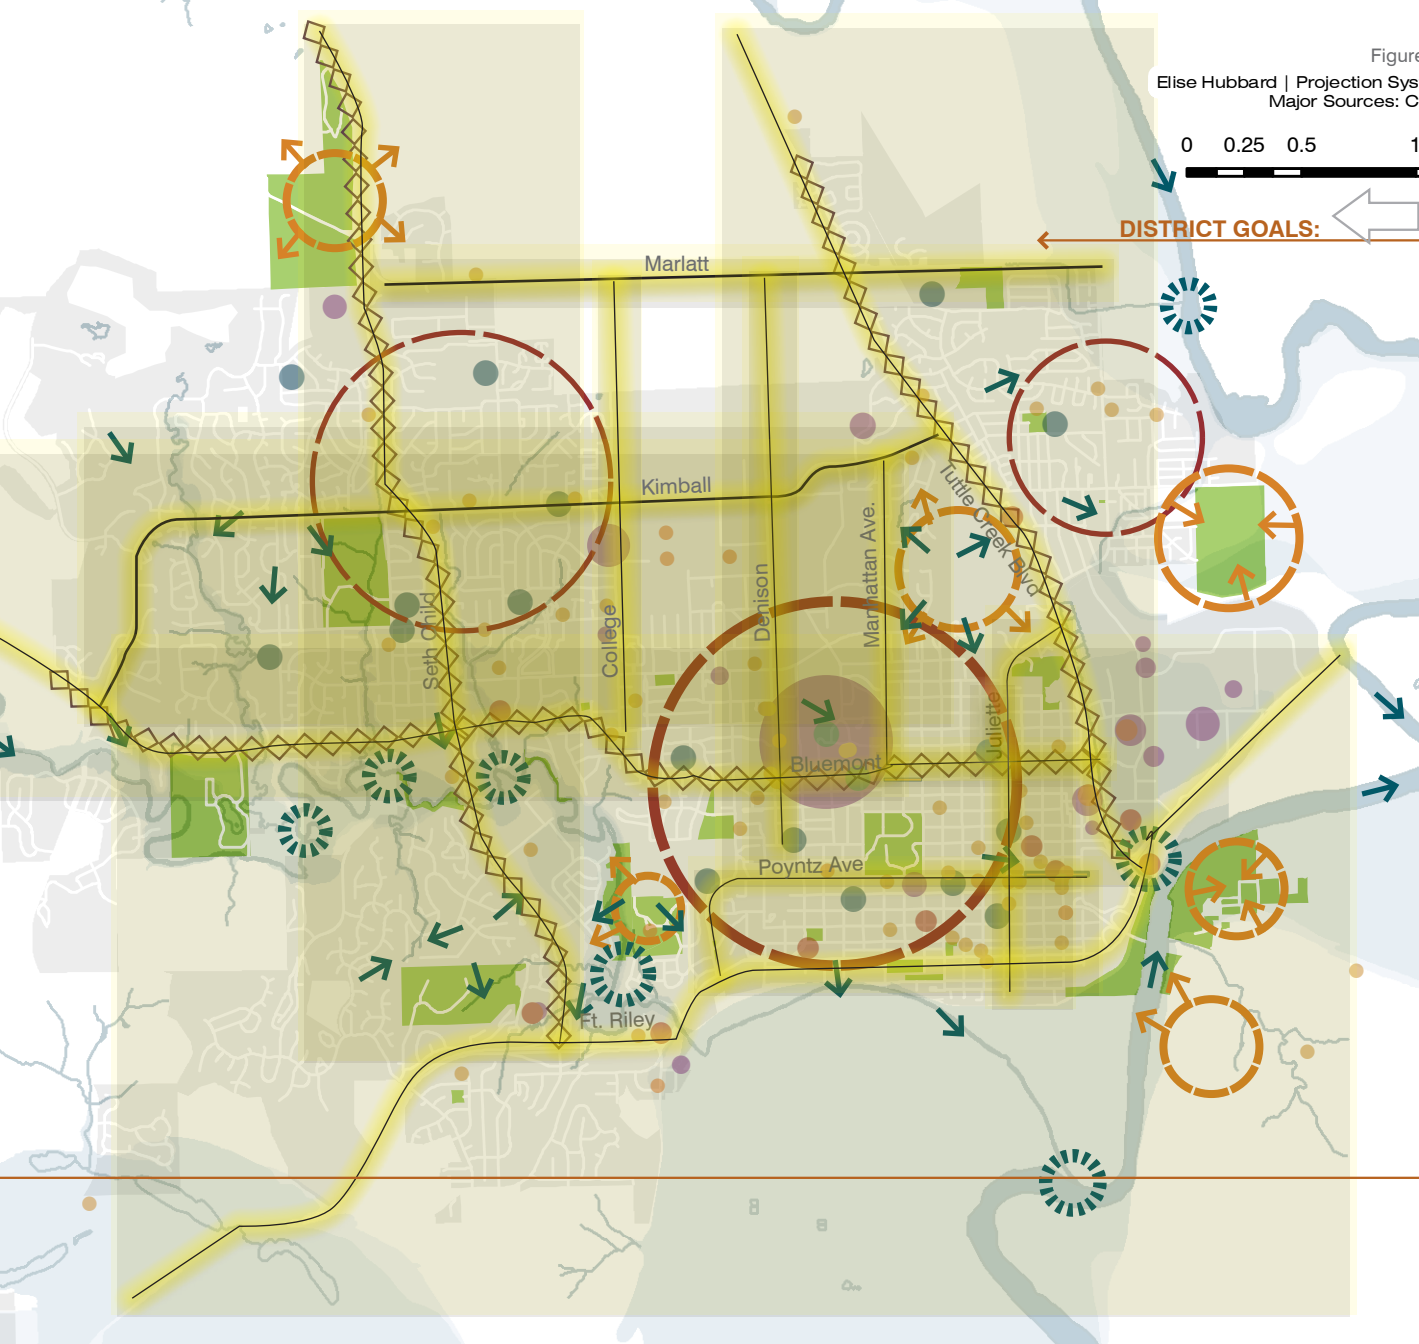 Figure
Elise Hubbard | Projection Sys
Major Sources: C
0 0.25 0.5 1
DISTRICT GOALS:
Marlatt
Kimball
Tuttle Creek Blvd
Manhattan Ave.
Denison
College
Seth Child
Juliette
Bluemont
Poyntz Ave
Ft. Riley